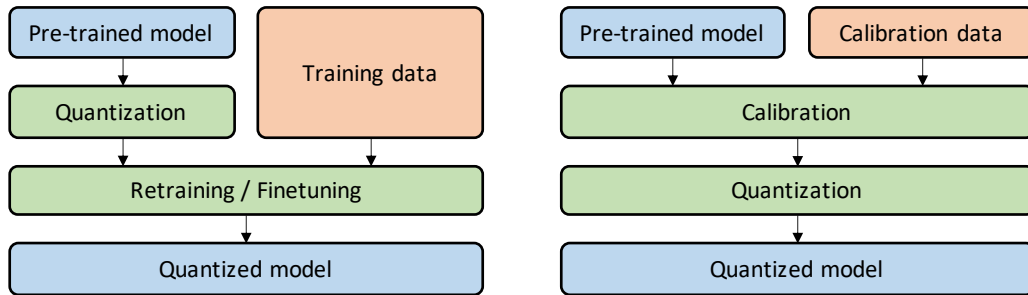 Pre-trained model
Training data
Quantization
Retraining / Finetuning
Quantized model
Pre-trained model
Calibration data
Calibration
Quantization
Quantized model